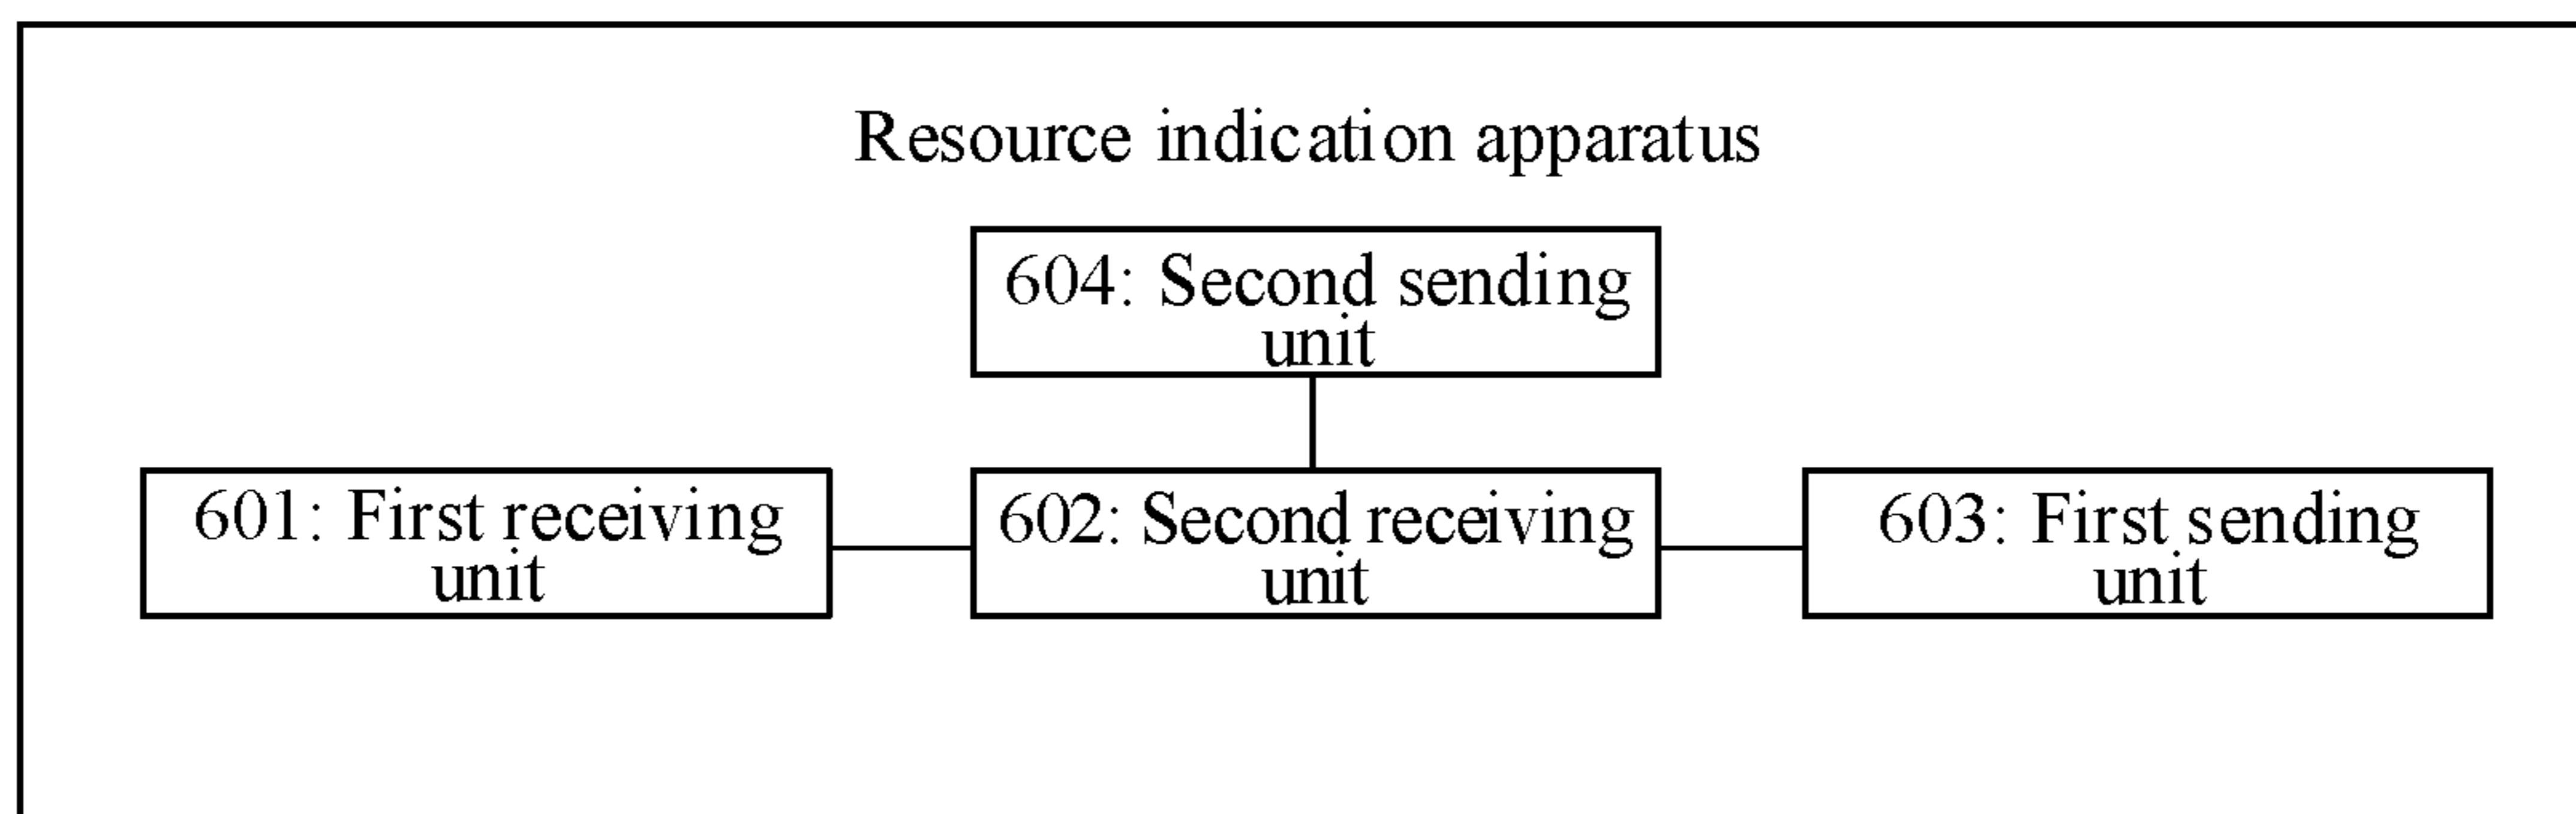 Resource indication apparatus
604: Second sending
unit
601: First receiving
unit
602: Second receiving
unit
603: First sending
unit